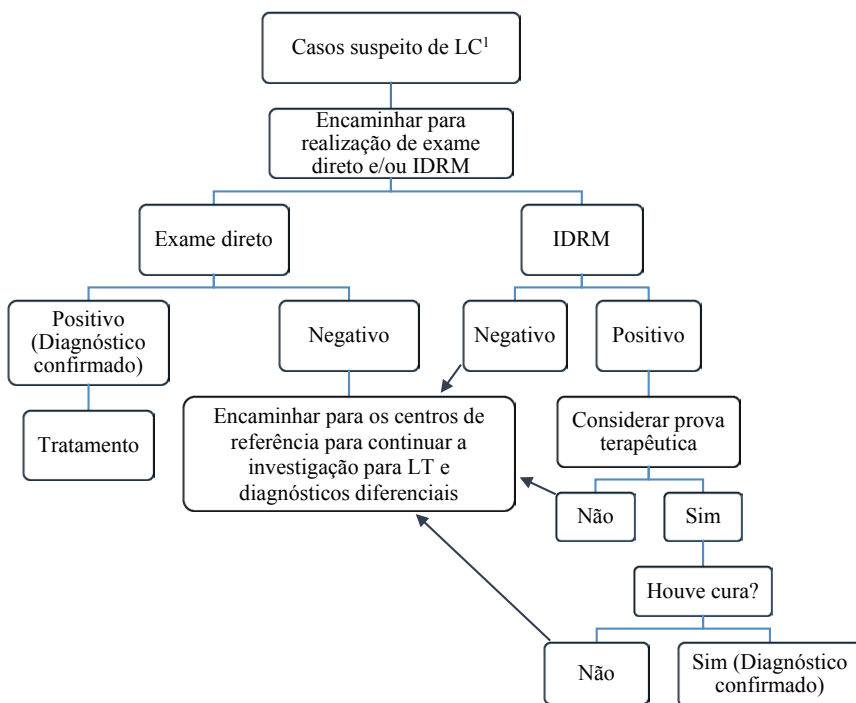 Casos suspeito de LC¹
Encaminhar para
realização de exame
direto e/ou IDRM
Exame direto
IDRM
Positivo
(Diagnóstico
confirmado)
Negativo
Negativo
Positivo
Tratamento
Encaminhar para os centros de
referência para continuar a
investigação para LT e
diagnósticos diferenciais
Considerar prova
terapêutica
Não
Sim
Houve cura?
Não
Sim (Diagnóstico
confirmado)